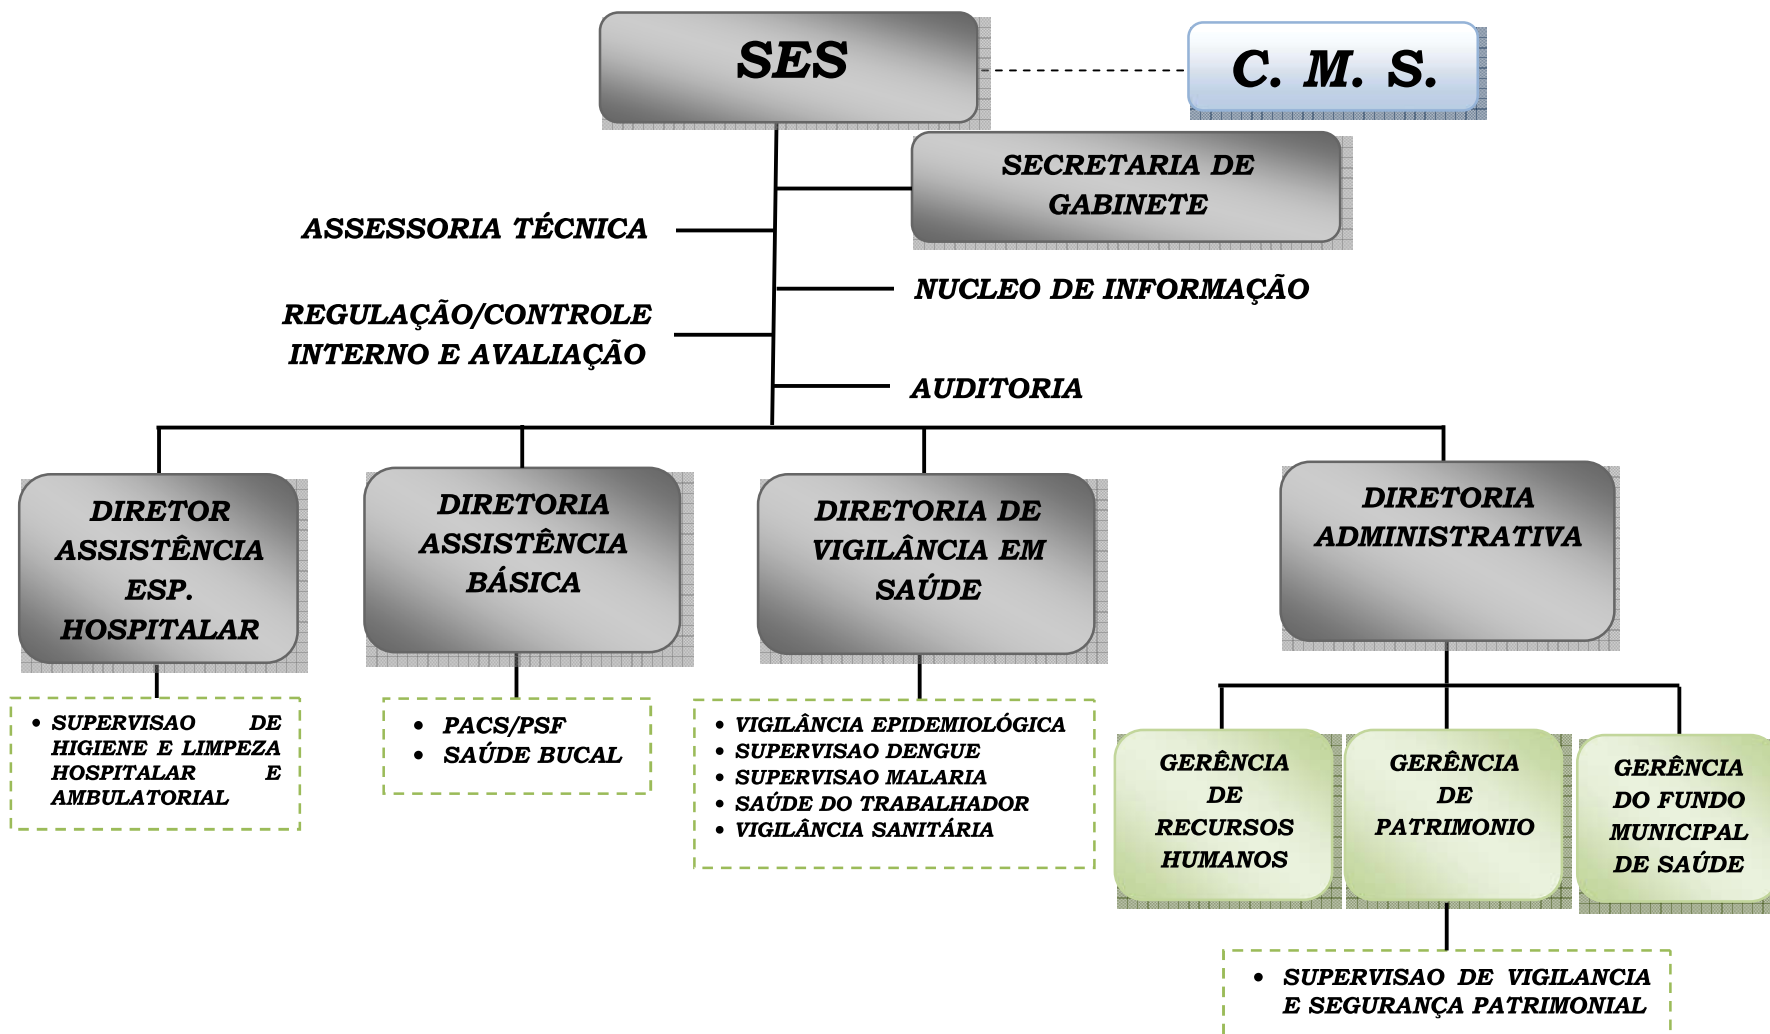 SES
C. M. S.
SECRETARIA DE
GABINETE
ASSESSORIA TÉCNICA
NUCLEO DE INFORMAÇÃO
REGULAÇÃO/CONTROLE
INTERNO E AVALIAÇÃO
AUDITORIA
DIRETOR
ASSISTÊNCIA
ESP.
HOSPITALAR
DIRETORIA
ASSISTÊNCIA
BÁSICA
DIRETORIA DE
VIGILÂNCIA EM
SAÚDE
DIRETORIA
ADMINISTRATIVA
• SUPERVISAO DE
HIGIENE E LIMPEZA
HOSPITALAR E
AMBULATORIAL
• PACS/PSF
• SAÚDE BUCAL
• VIGILÂNCIA EPIDEMIOLÓGICA
• SUPERVISAO DENGUE
• SUPERVISAO MALARIA
• SAÚDE DO TRABALHADOR
• VIGILÂNCIA SANITÁRIA
GERÊNCIA
DE
RECURSOS
HUMANOS
GERÊNCIA
DE
PATRIMONIO
GERÊNCIA
DO FUNDO
MUNICIPAL
DE SAÚDE
• SUPERVISAO DE VIGILANCIA
E SEGURANÇA PATRIMONIAL